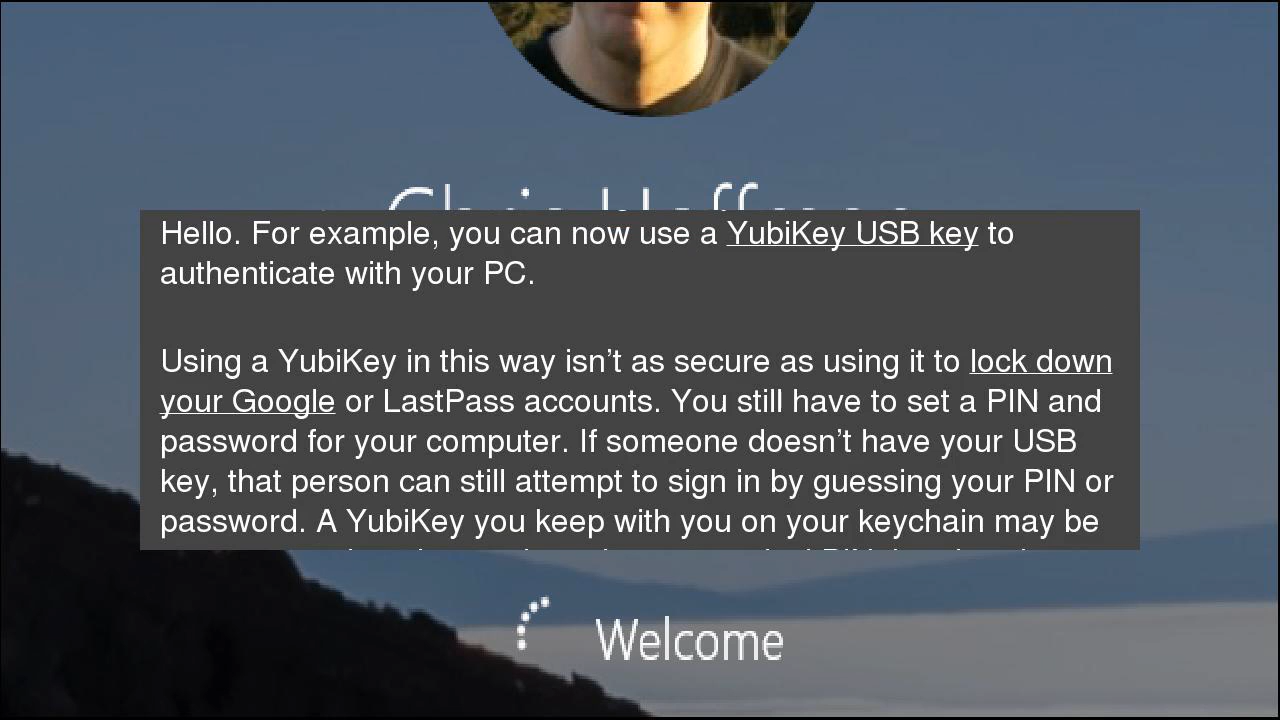 Hello. For example, you can now use a YubiKey USB key to
authenticate with your PC.
Using a YubiKey in this way isn’t as secure as using it to lock down
your Google or LastPass accounts. You still have to set a PIN and
password for your computer. If someone doesn’t have your USB
key, that person can still attempt to sign in by guessing your PIN or
password. A YubiKey you keep with you on your keychain may be
Welcome